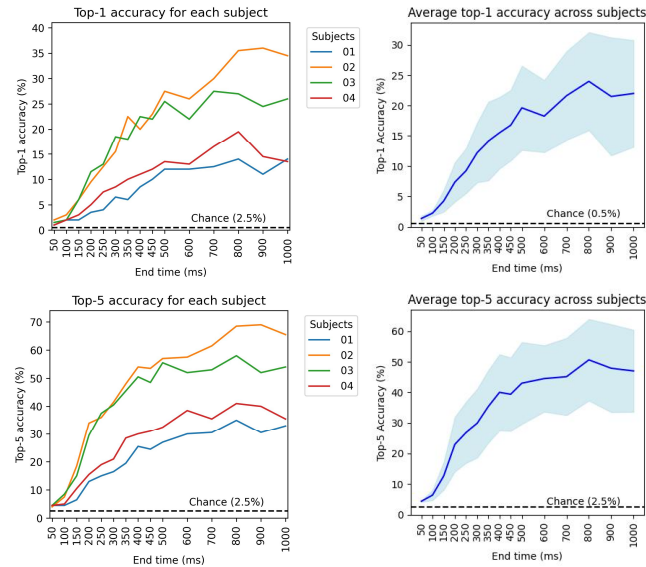 Top-1 accuracy for each subject
Top-1 accuracy (%)
40
35
30
25
20
15
10
5
0
Chance (2.5%)
50 100 150 200 250 300 350 400 450 500 600 700 800 900 1000
End time (ms)
Subjects
01
02
03
04
Average top-1 accuracy across subjects
Top-1 Accuracy (%)
30
25
20
15
10
5
0
Chance (0.5%)
50 100 150 200 250 300 350 400 450 500 600 700 800 900 1000
End time (ms)
Top-5 accuracy for each subject
Top-5 accuracy (%)
70
60
50
40
30
20
10
0
Chance (2.5%)
50 100 150 200 250 300 350 400 450 500 600 700 800 900 1000
End time (ms)
Subjects
01
02
03
04
Average top-5 accuracy across subjects
Top-5 Accuracy (%)
60
50
40
30
20
10
0
Chance (2.5%)
50 100 150 200 250 300 350 400 450 500 600 700 800 900 1000
End time (ms)